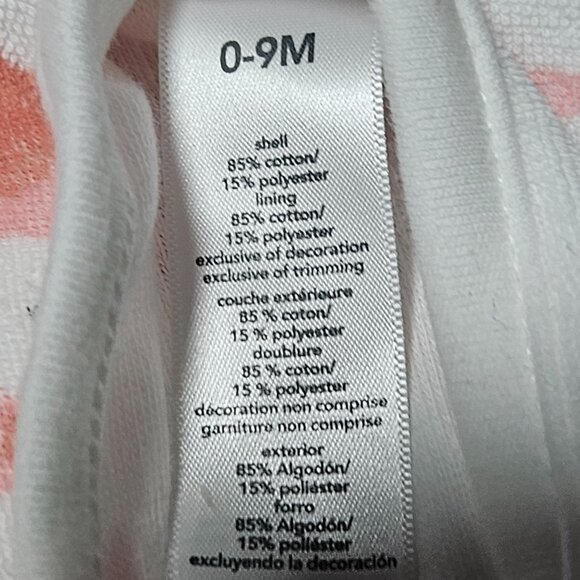 0-9M
shell
85% cotton/
15% polyester
lining
85% cotton/
15% polyester
exclusive of decoration
exclusive of trimming
couche extérieure
85 % coton/
15 % polyester
doublure
85 % coton/
15 % polyester
décoration non comprise
garniture non comprise
exterior
85% Algodón/
15% poliéster
forro
85% Algodón/
15% poliéster
excluyendo la decoración